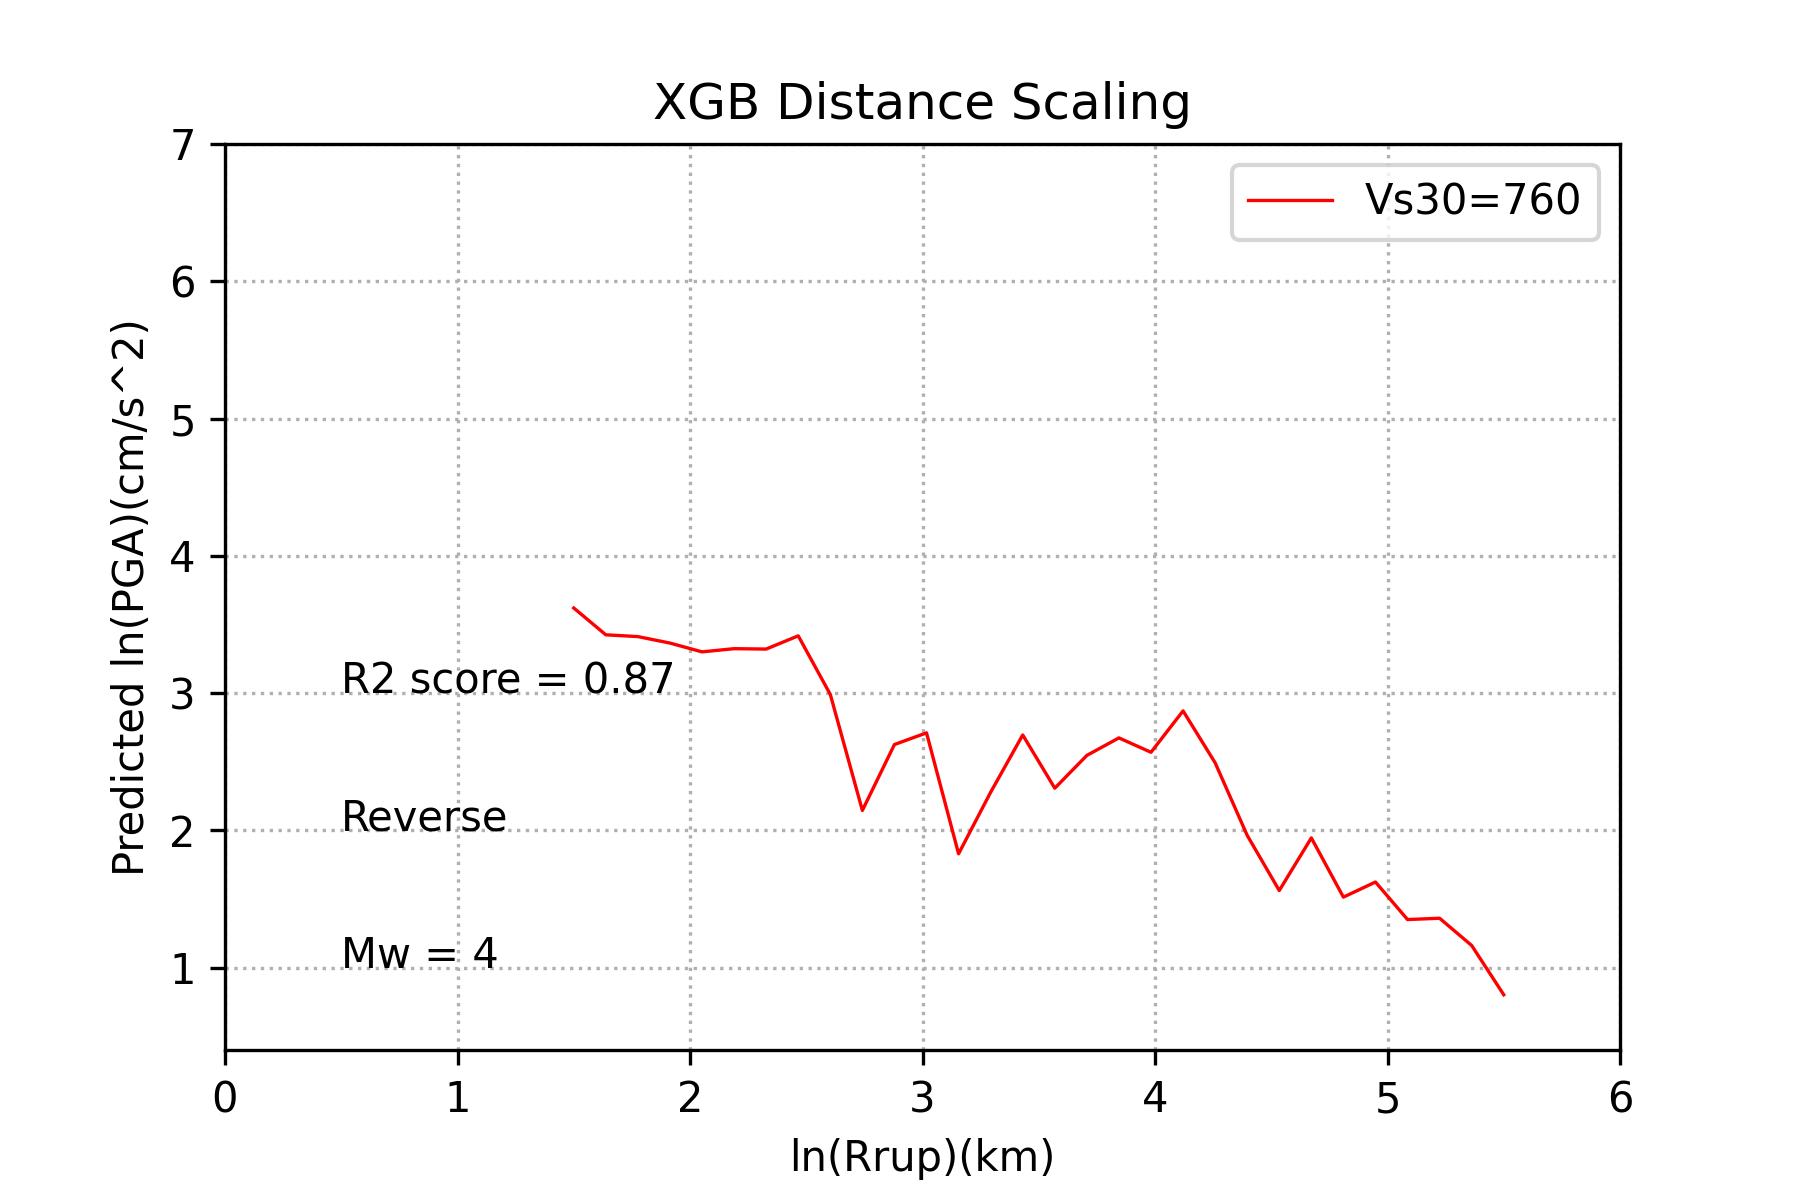 XGB Distance Scaling
7
6
5
4
3
2
1
Predicted ln(PGA)(cm/s^2)
Vs30=760
R2 score = 0.87
Reverse
Mw = 4
0 1 2 3 4 5 6
ln(Rrup)(km)